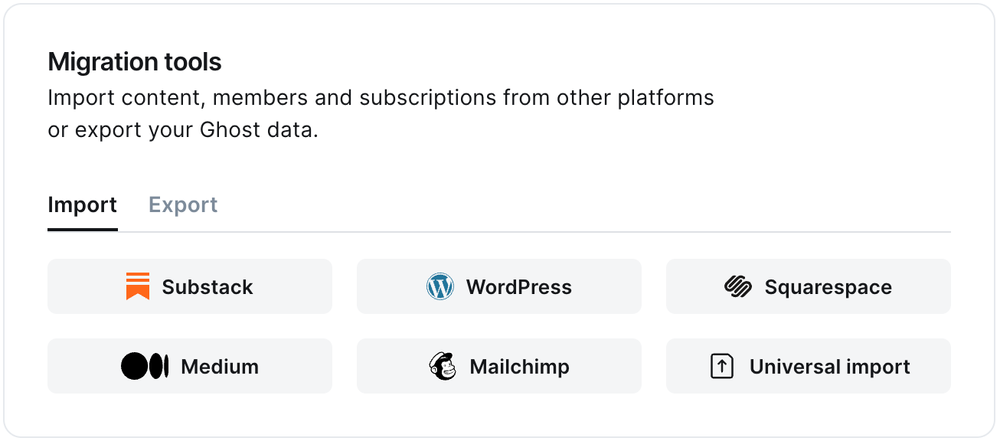 Migration tools
Import content, members and subscriptions from other platforms
or export your Ghost data.
Import Export
Substack WordPress Squarespace
Medium Mailchimp Universal import